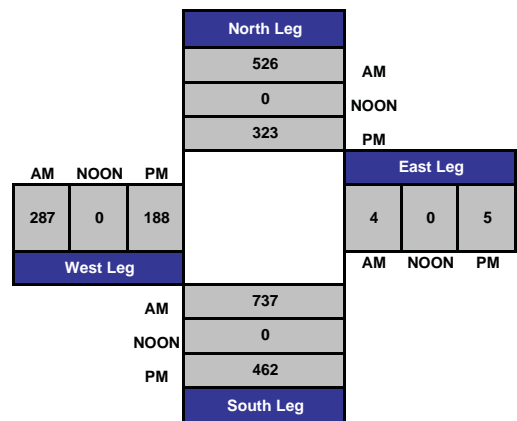 North Leg
526
AM
0
NOON
323
PM
AM NOON PM
East Leg
287 0 188
4 0 5
West Leg
AM NOON PM
AM
737
NOON
0
PM
462
South Leg